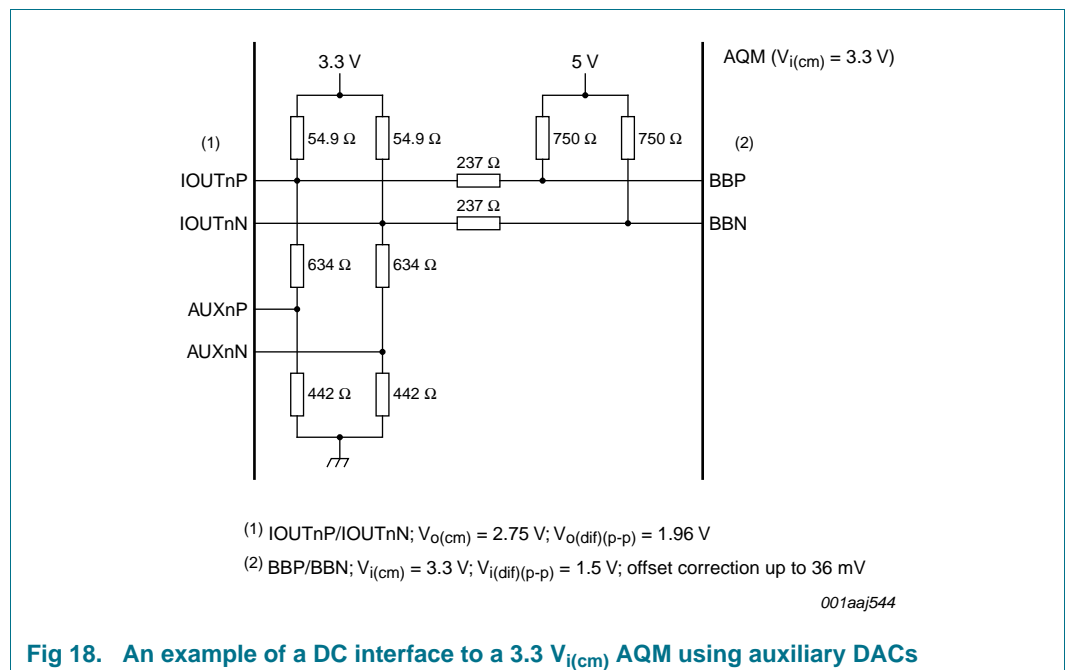 3.3 V
5 V
AQM (Vi(cm) = 3.3 V)
54.9 Ω
54.9 Ω
750 Ω
750 Ω
(1)
(2)
237 Ω
IOUTnP
BBP
237 Ω
IOUTnN
BBN
634 Ω
634 Ω
AUXnP
AUXnN
442 Ω
442 Ω
(1) IOUTnP/IOUTnN; Vo(cm) = 2.75 V; Vo(dif)(p-p) = 1.96 V
(2) BBP/BBN; Vi(cm) = 3.3 V; Vi(dif)(p-p) = 1.5 V; offset correction up to 36 mV
001aaj544
Fig 18. An example of a DC interface to a 3.3 Vi(cm) AQM using auxiliary DACs